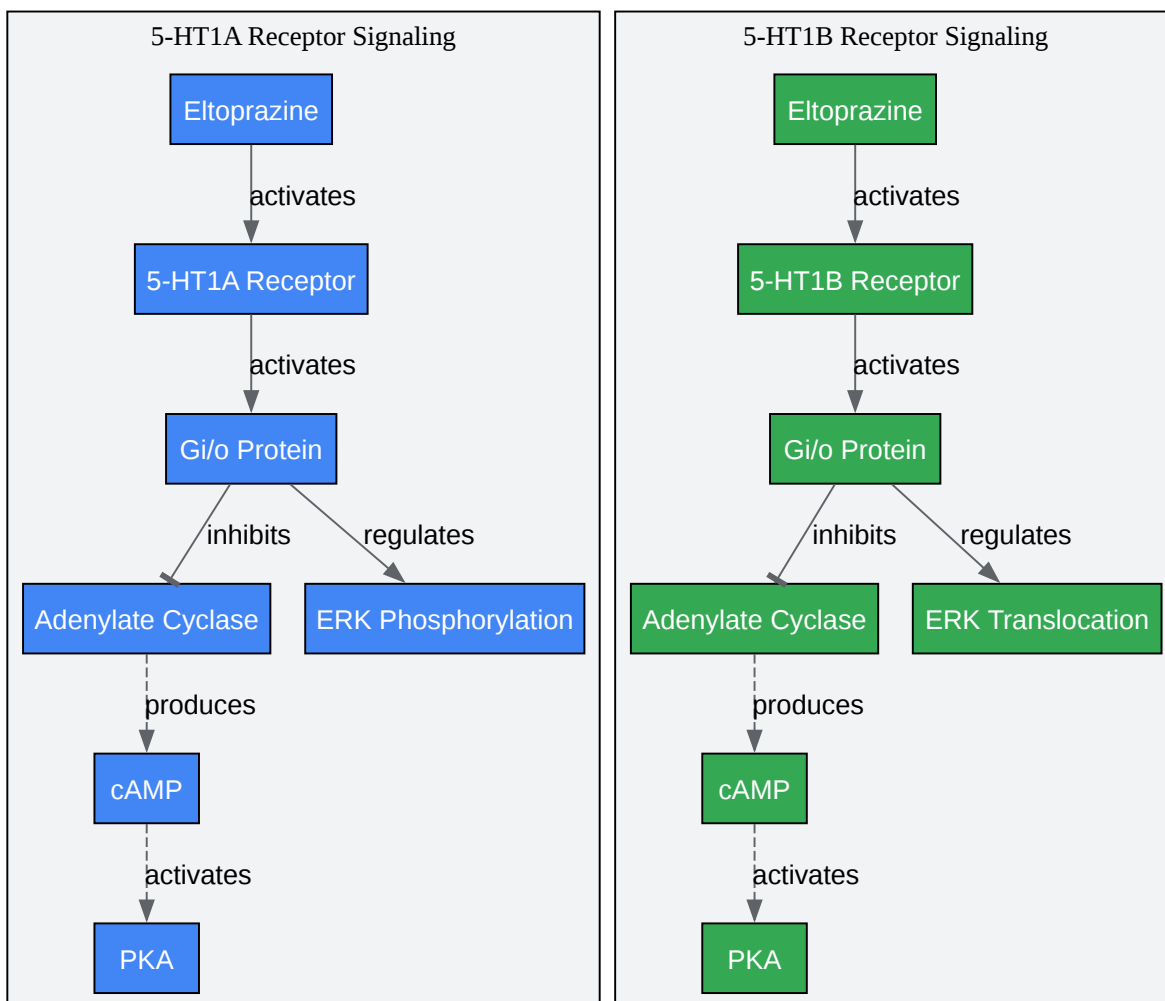 5-HT1A Receptor Signaling
Eltoprazine
activates
5-HT1A Receptor
activates
Gi/o Protein
inhibits
regulates
Adenylate Cyclase
ERK Phosphorylation
produces
cAMP
activates
PKA
5-HT1B Receptor Signaling
Eltoprazine
activates
5-HT1B Receptor
activates
Gi/o Protein
inhibits
regulates
Adenylate Cyclase
ERK Translocation
produces
cAMP
activates
PKA